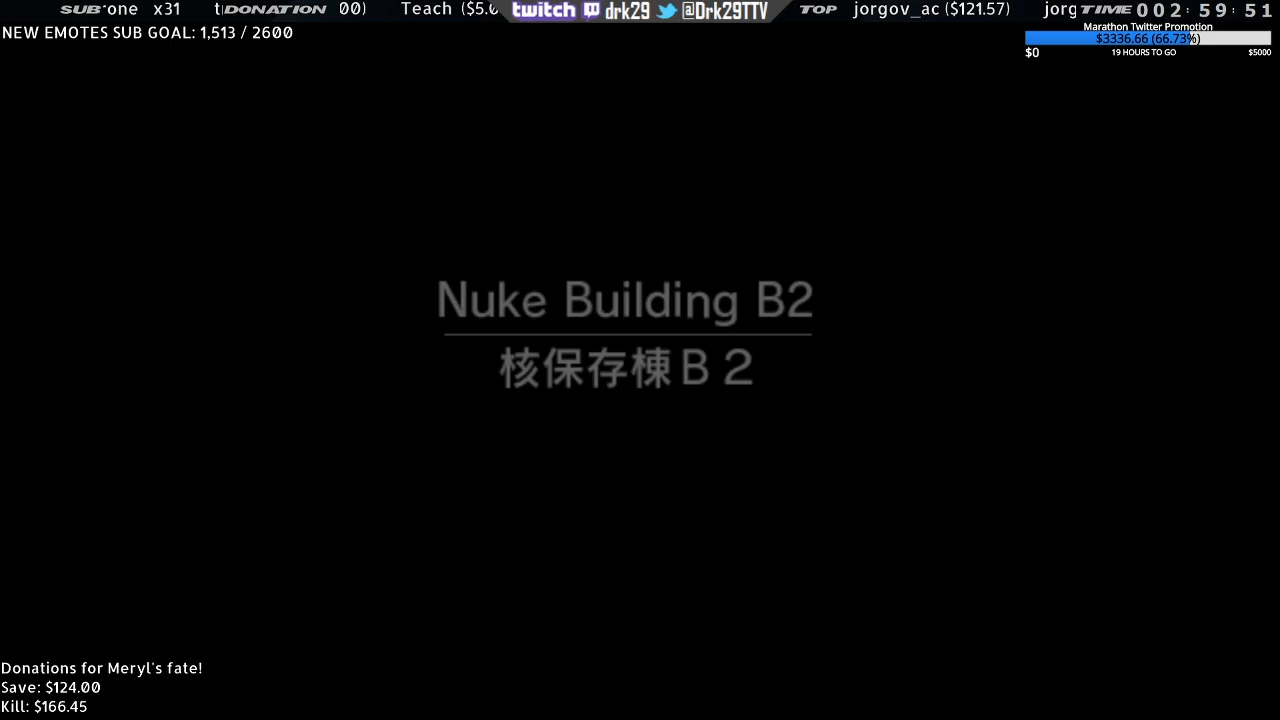 SUB one x31 t DONATION 00) Teach ($5.0 twitch drk29 @Drk29TTV TOP jorgov_ac ($121.57) jorg TIME 002:59:51
NEW EMOTES SUB GOAL: 1,513 / 2600
Marathon Twitter Promotion
$3336.66 (66.73%)
$0 19 HOURS TO GO $5000
Nuke Building B2
核保存棟B2
Donations for Meryl's fate!
Save: $124.00
Kill: $166.45